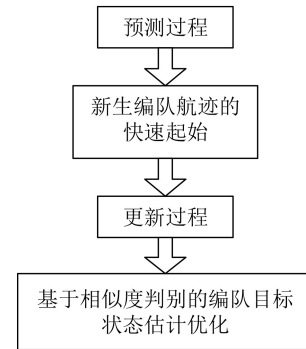 预测过程
新生编队航迹的
快速起始
更新过程
基于相似度判别的编队目标
状态估计优化